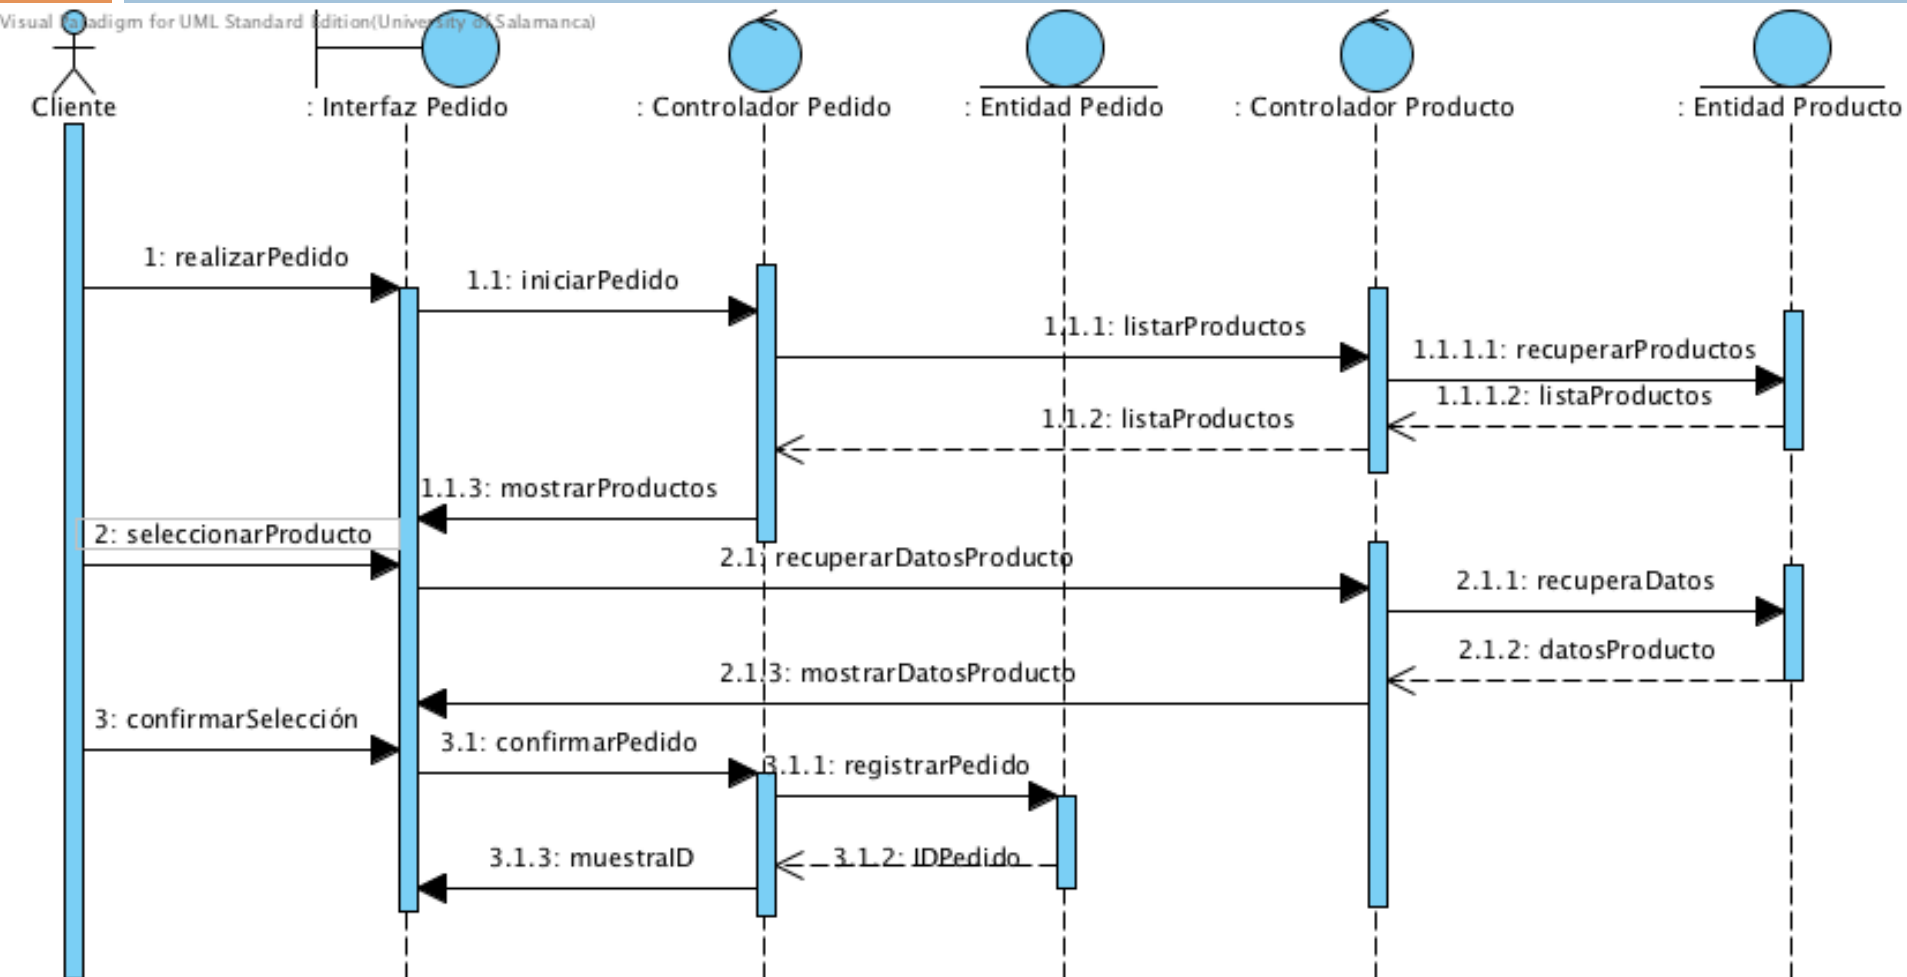 Visual Paradigm for UML Standard Edition(University of Salamanca)
Cliente
: Interfaz Pedido
: Controlador Pedido
: Entidad Pedido
: Controlador Producto
: Entidad Producto
1: realizarPedido
1.1: iniciarPedido
1.1.1: listarProductos
1.1.1.1: recuperarProductos
1.1.1.2: listaProductos
1.1.2: listaProductos
1.1.3: mostrarProductos
2: seleccionarProducto
2.1: recuperarDatosProducto
2.1.1: recuperaDatos
2.1.2: datosProducto
2.1.3: mostrarDatosProducto
3: confirmarSelección
3.1: confirmarPedido
3.1.1: registrarPedido
3.1.2: IDPedido
3.1.3: muestraID